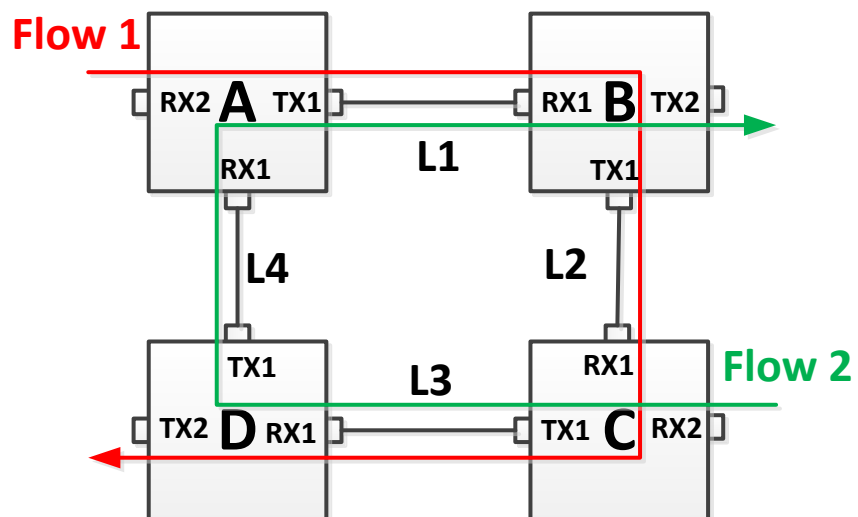 Flow 1
RX2 A TX1
RX1 B TX2
L1
RX1
TX1
L4
L2
TX1
L3
RX1
Flow 2
TX2 D RX1
TX1 C RX2